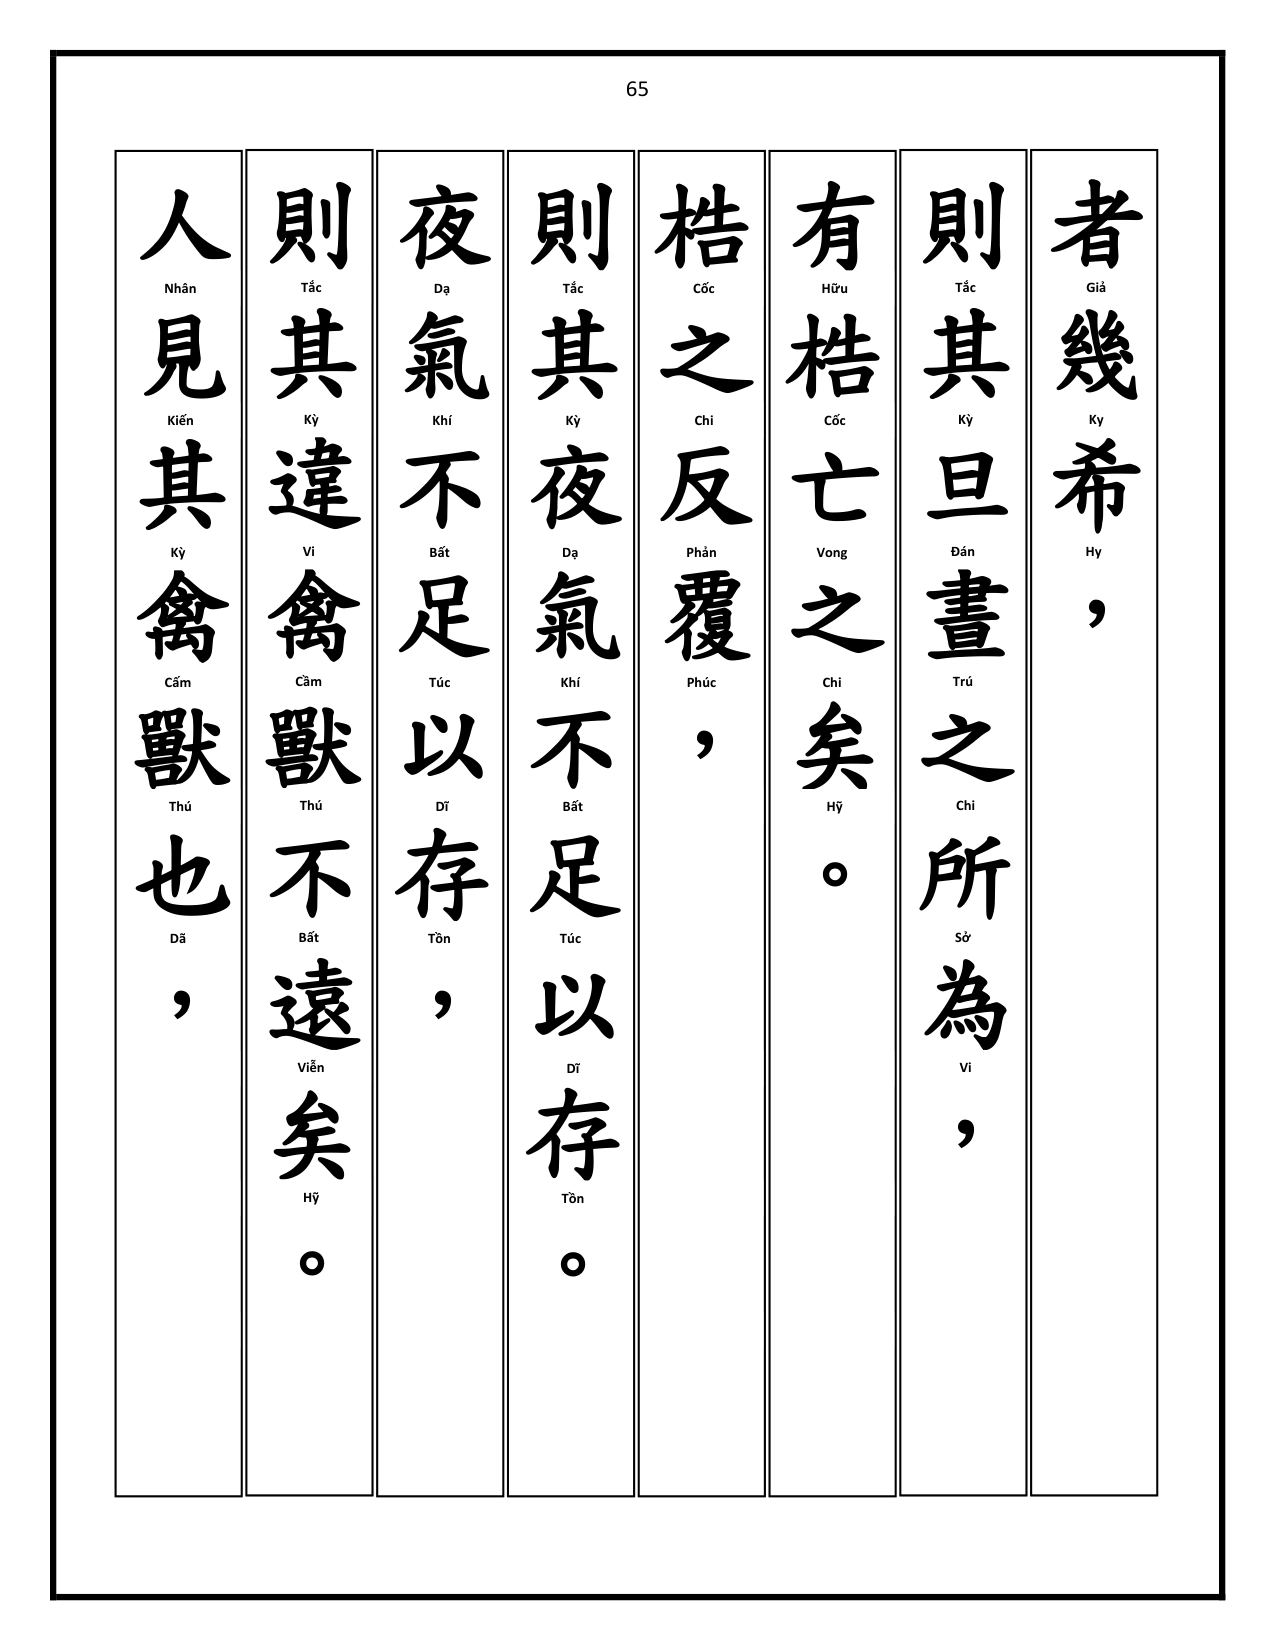 65
者幾希，
Giả Ky Hy
則其旦晝之所為，
Tắc Kỳ Đán Trú Chi Sở Vi
有梏亡之矣。
Hữu Cốc Vong Chi Hỹ
梏之反覆，
Cốc Chi Phản Phúc
則其夜氣不足以存。
Tắc Kỳ Dạ Khí Bất Túc Dĩ Tồn
夜氣不足以存，
Dạ Khí Bất Túc Dĩ Tồn
則其違禽獸不遠矣。
Tắc Kỳ Vi Cầm Thú Bất Viễn Hỹ
人見其禽獸也，
Nhân Kiến Kỳ Cấm Thú Dã